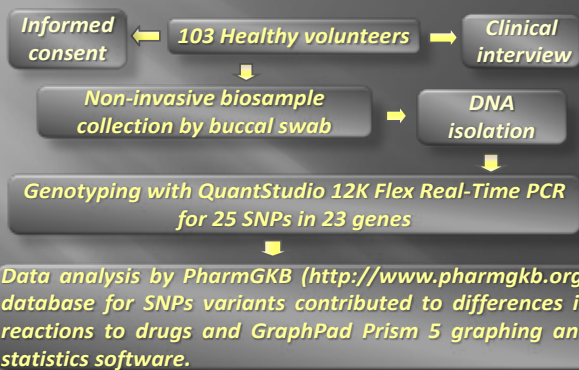 Informed
consent
103 Healthy volunteers
Clinical
interview
Non-invasive biosample
collection by buccal swab
DNA
isolation
Genotyping with QuantStudio 12K Flex Real-Time PCR
for 25 SNPs in 23 genes
Data analysis by PharmGKB (http://www.pharmgkb.org
database for SNPs variants contributed to differences i
reactions to drugs and GraphPad Prism 5 graphing an
statistics software.